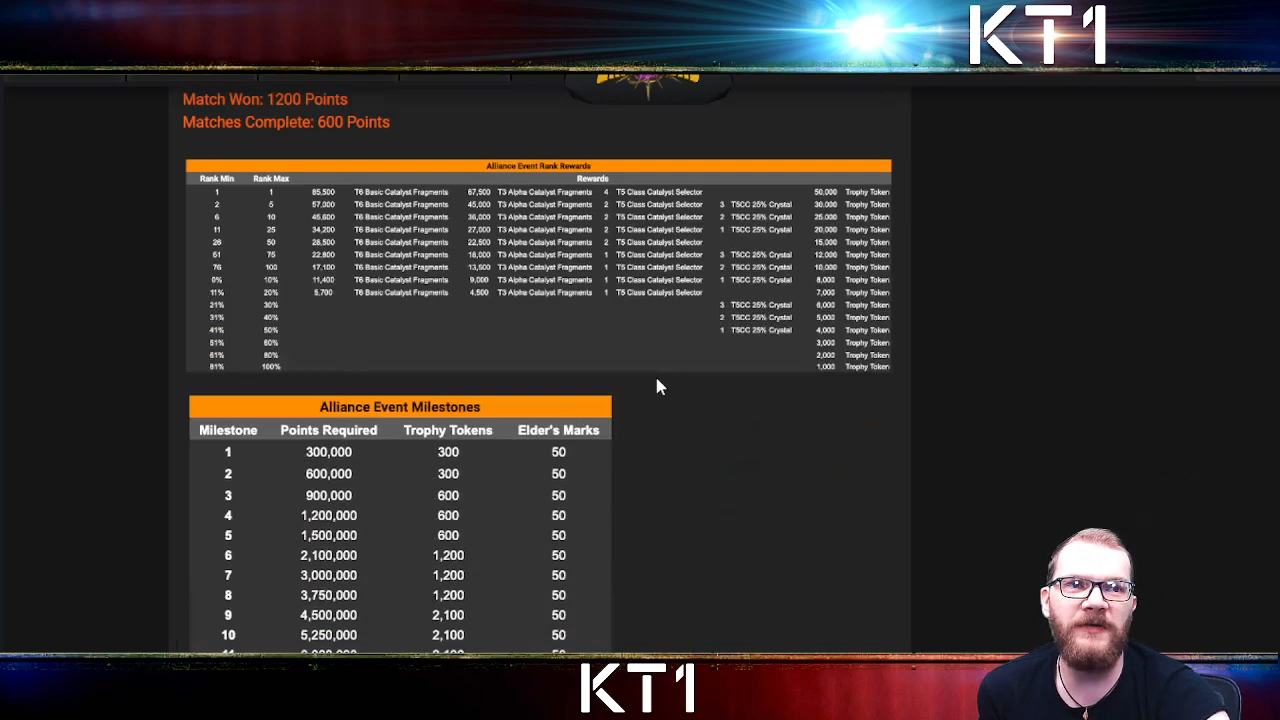 KT1
Match Won: 1200 Points
Matches Complete: 600 Points
Alliance Event Rank Rewards
Rank Min Rank Max Rewards
1 1 85,500 T6 Basic Catalyst Fragments 67,500 T3 Alpha Catalyst Fragments 4 T5 Class Catalyst Selector 50,000 Trophy Token
2 5 57,000 T6 Basic Catalyst Fragments 45,000 T3 Alpha Catalyst Fragments 2 T5 Class Catalyst Selector 3 T5CC 25% Crystal 30,000 Trophy Token
6 10 45,600 T6 Basic Catalyst Fragments 36,000 T3 Alpha Catalyst Fragments 2 T5 Class Catalyst Selector 2 T5CC 25% Crystal 25,000 Trophy Token
11 25 34,200 T6 Basic Catalyst Fragments 27,000 T3 Alpha Catalyst Fragments 2 T5 Class Catalyst Selector 1 T5CC 25% Crystal 20,000 Trophy Token
26 50 28,500 T6 Basic Catalyst Fragments 22,500 T3 Alpha Catalyst Fragments 2 T5 Class Catalyst Selector 15,000 Trophy Token
51 75 22,800 T6 Basic Catalyst Fragments 18,000 T3 Alpha Catalyst Fragments 1 T5 Class Catalyst Selector 3 T5CC 25% Crystal 12,000 Trophy Token
76 100 17,100 T6 Basic Catalyst Fragments 13,500 T3 Alpha Catalyst Fragments 1 T5 Class Catalyst Selector 2 T5CC 25% Crystal 10,000 Trophy Token
0% 10% 11,400 T6 Basic Catalyst Fragments 9,000 T3 Alpha Catalyst Fragments 1 T5 Class Catalyst Selector 1 T5CC 25% Crystal 8,000 Trophy Token
11% 20% 5,700 T6 Basic Catalyst Fragments 4,500 T3 Alpha Catalyst Fragments 1 T5 Class Catalyst Selector 7,000 Trophy Token
21% 30% 3 T5CC 25% Crystal 6,000 Trophy Token
31% 40% 2 T5CC 25% Crystal 5,000 Trophy Token
41% 50% 1 T5CC 25% Crystal 4,000 Trophy Token
51% 60% 3,000 Trophy Token
61% 80% 2,000 Trophy Token
81% 100% 1,000 Trophy Token
Alliance Event Milestones
Milestone Points Required Trophy Tokens Elder's Marks
1 300,000 300 50
2 600,000 300 50
3 900,000 600 50
4 1,200,000 600 50
5 1,500,000 600 50
6 2,100,000 1,200 50
7 3,000,000 1,200 50
8 3,750,000 1,200 50
9 4,500,000 2,100 50
10 5,250,000 2,100 50
KT1